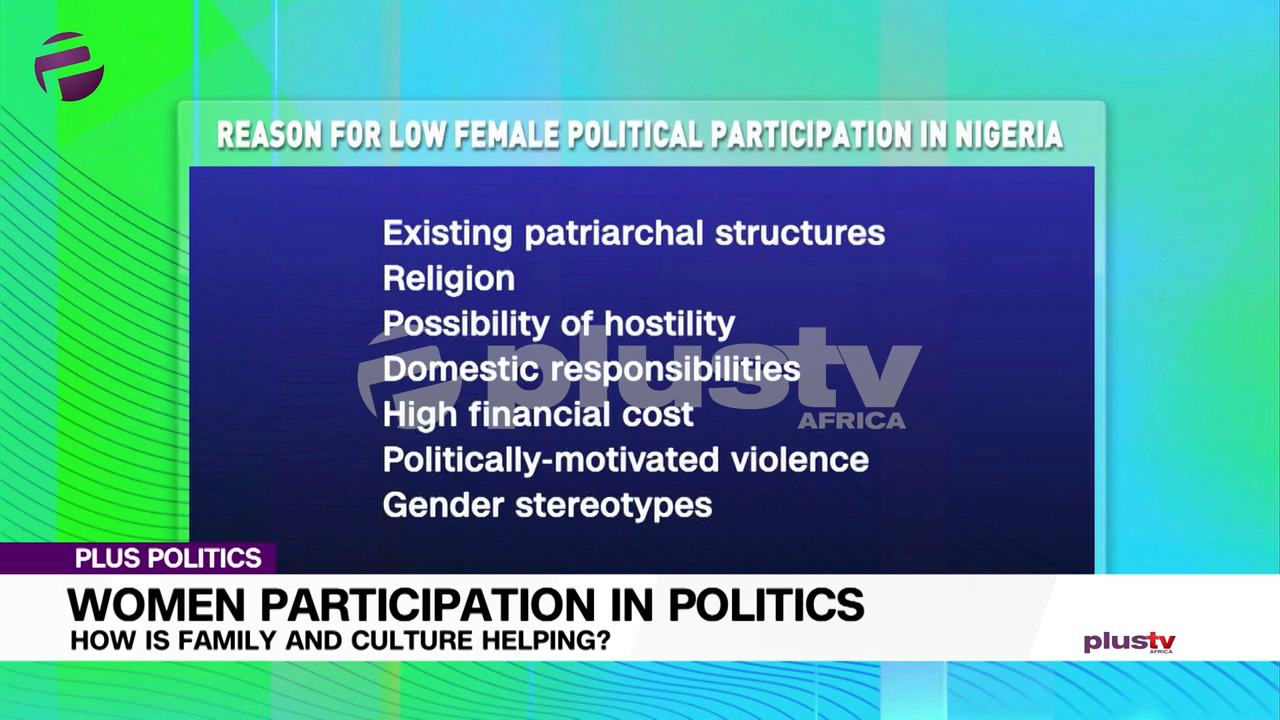 REASON FOR LOW FEMALE POLITICAL PARTICIPATION IN NIGERIA
Existing patriarchal structures
Religion
Possibility of hostility
Domestic responsibilities
High financial cost
Politically-motivated violence
Gender stereotypes
plustv
AFRICA
PLUS POLITICS
WOMEN PARTICIPATION IN POLITICS
HOW IS FAMILY AND CULTURE HELPING?
plustv
AFRICA